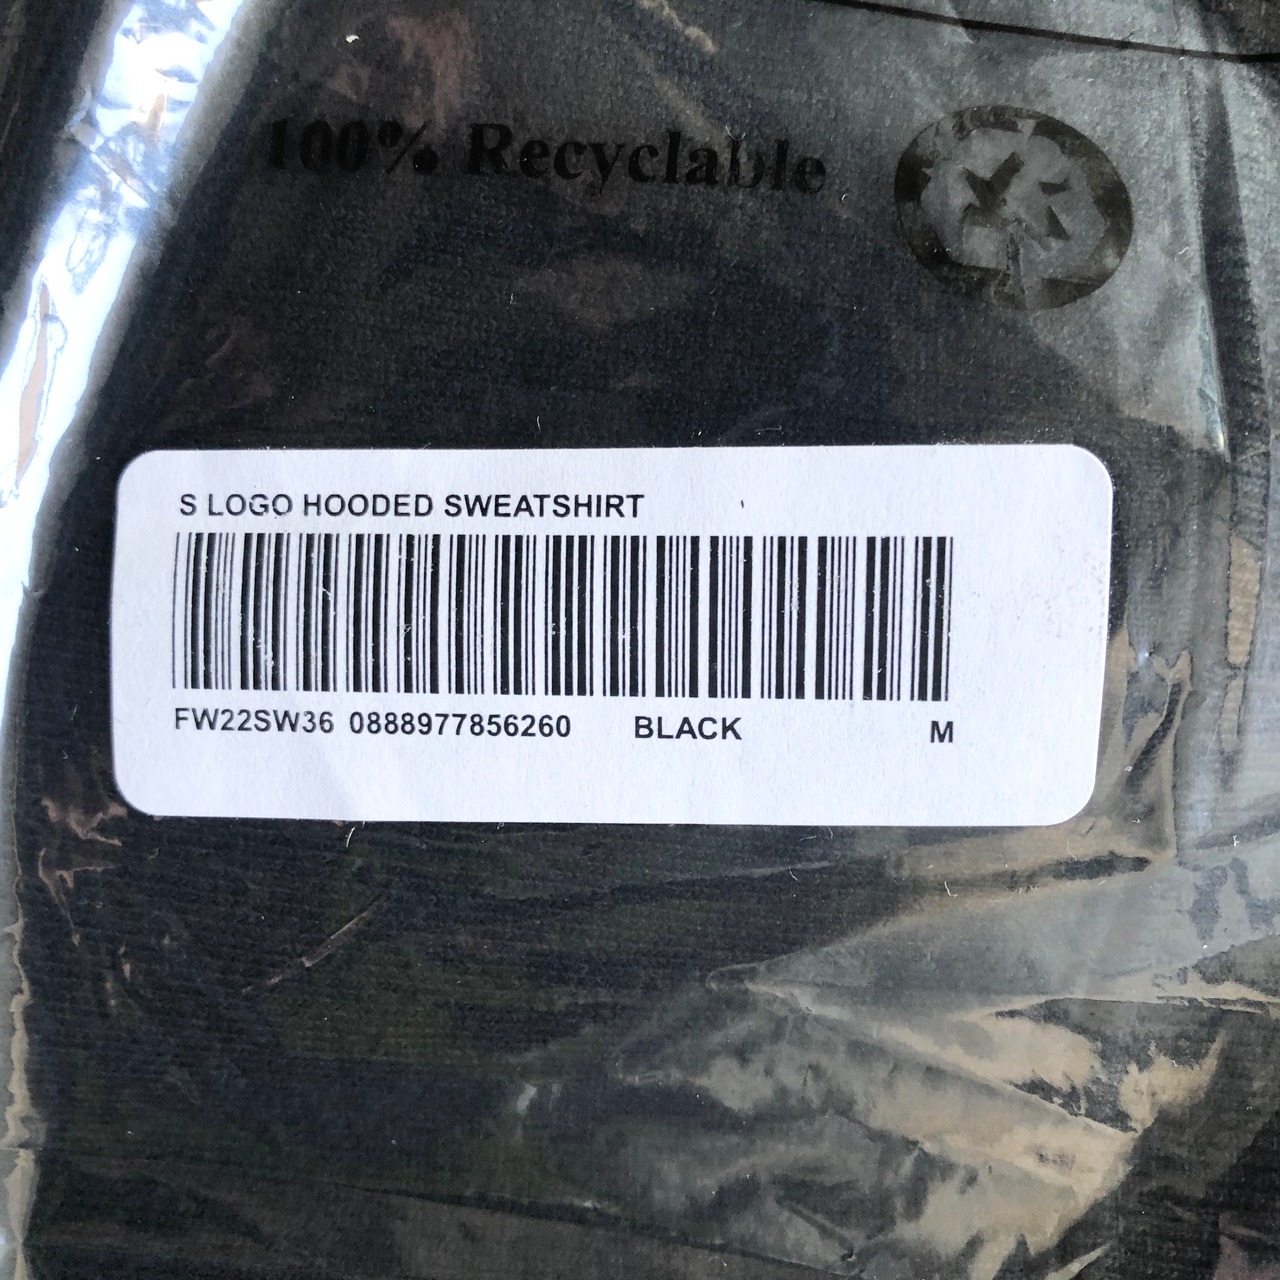 100% Recyclable
S LOGO HOODED SWEATSHIRT
FW22SW36 0888977856260 BLACK M